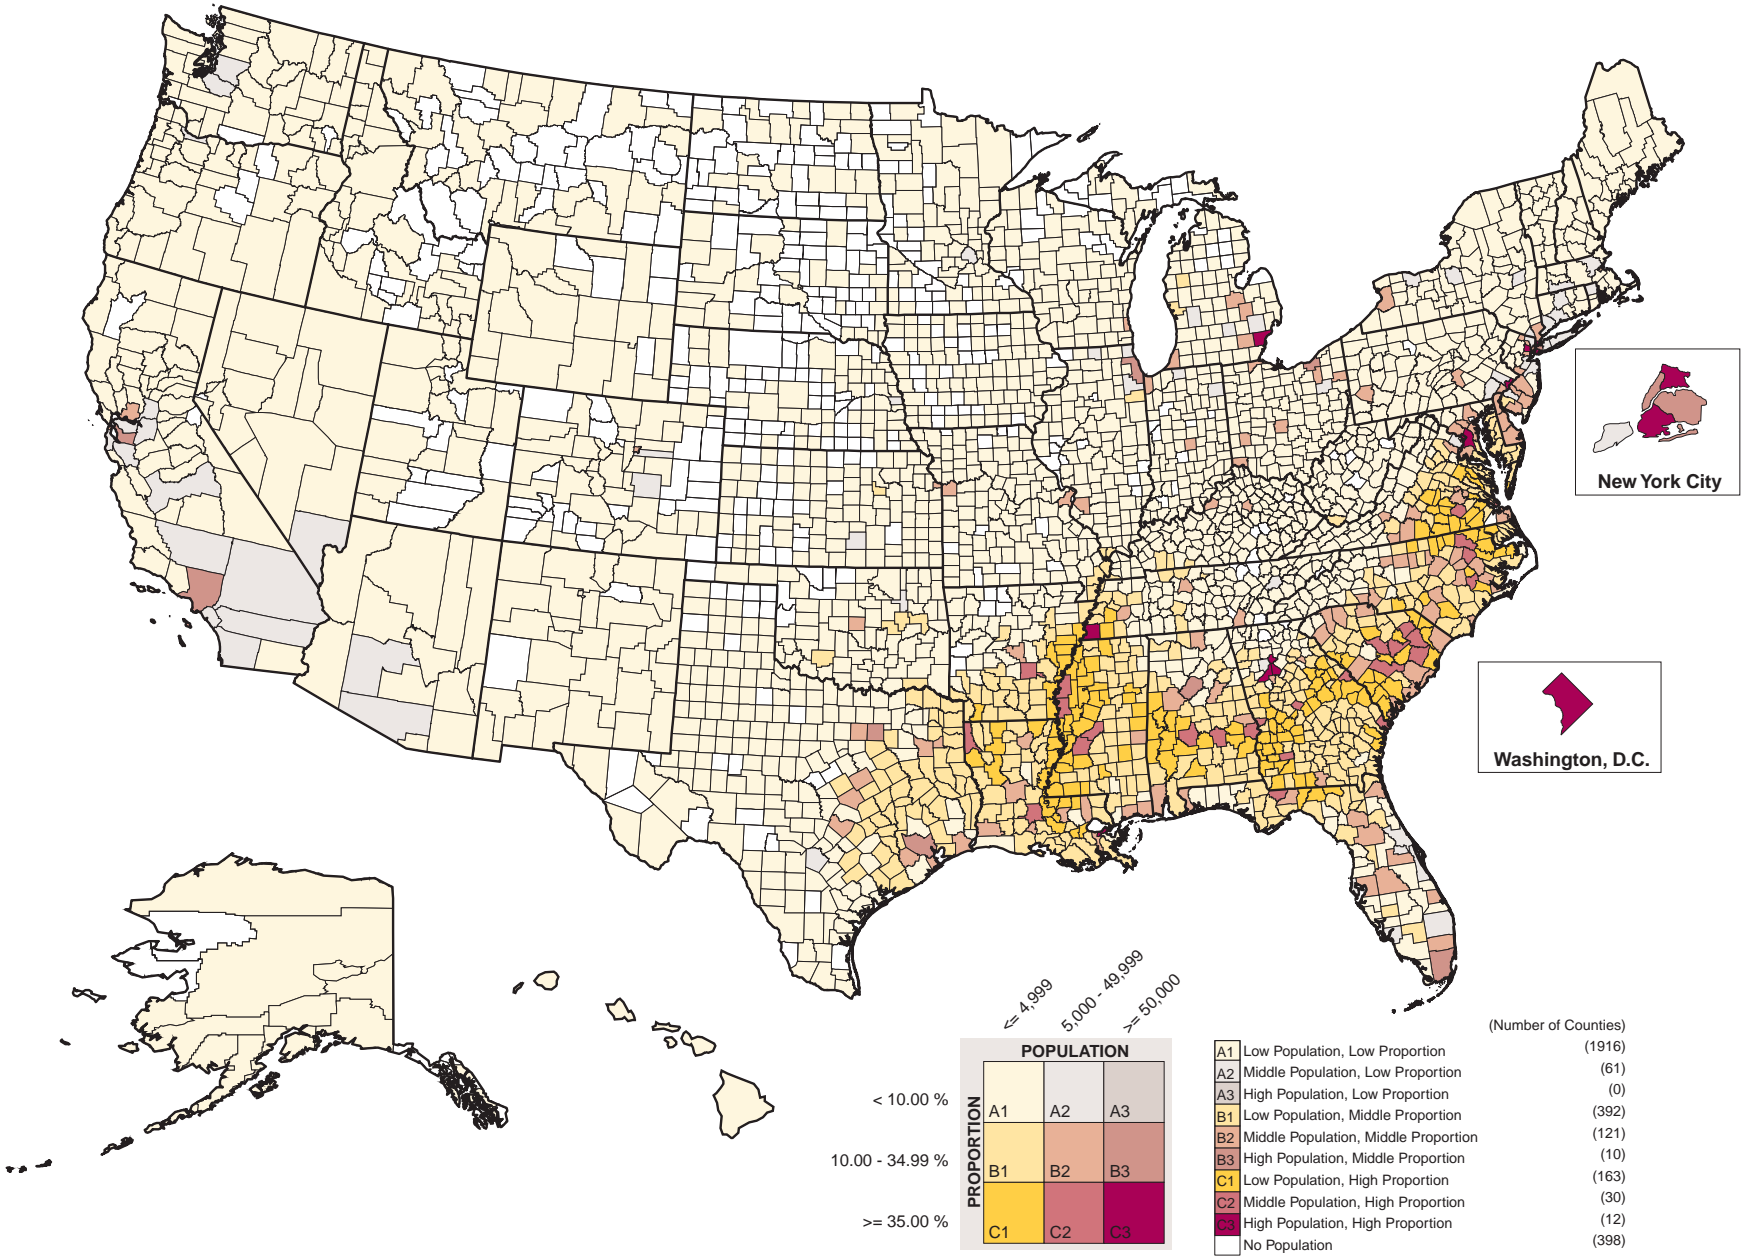 New York City
Washington, D.C.
<= 4,999
5,000 - 49,999
>= 50,000
POPULATION
PROPORTION
< 10.00 %
10.00 - 34.99 %
>= 35.00 %
A1 A2 A3
B1 B2 B3
C1 C2 C3
(Number of Counties)
A1 Low Population, Low Proportion (1916)
A2 Middle Population, Low Proportion (61)
A3 High Population, Low Proportion (0)
B1 Low Population, Middle Proportion (392)
B2 Middle Population, Middle Proportion (121)
B3 High Population, Middle Proportion (10)
C1 Low Population, High Proportion (163)
C2 Middle Population, High Proportion (30)
C3 High Population, High Proportion (12)
No Population (398)